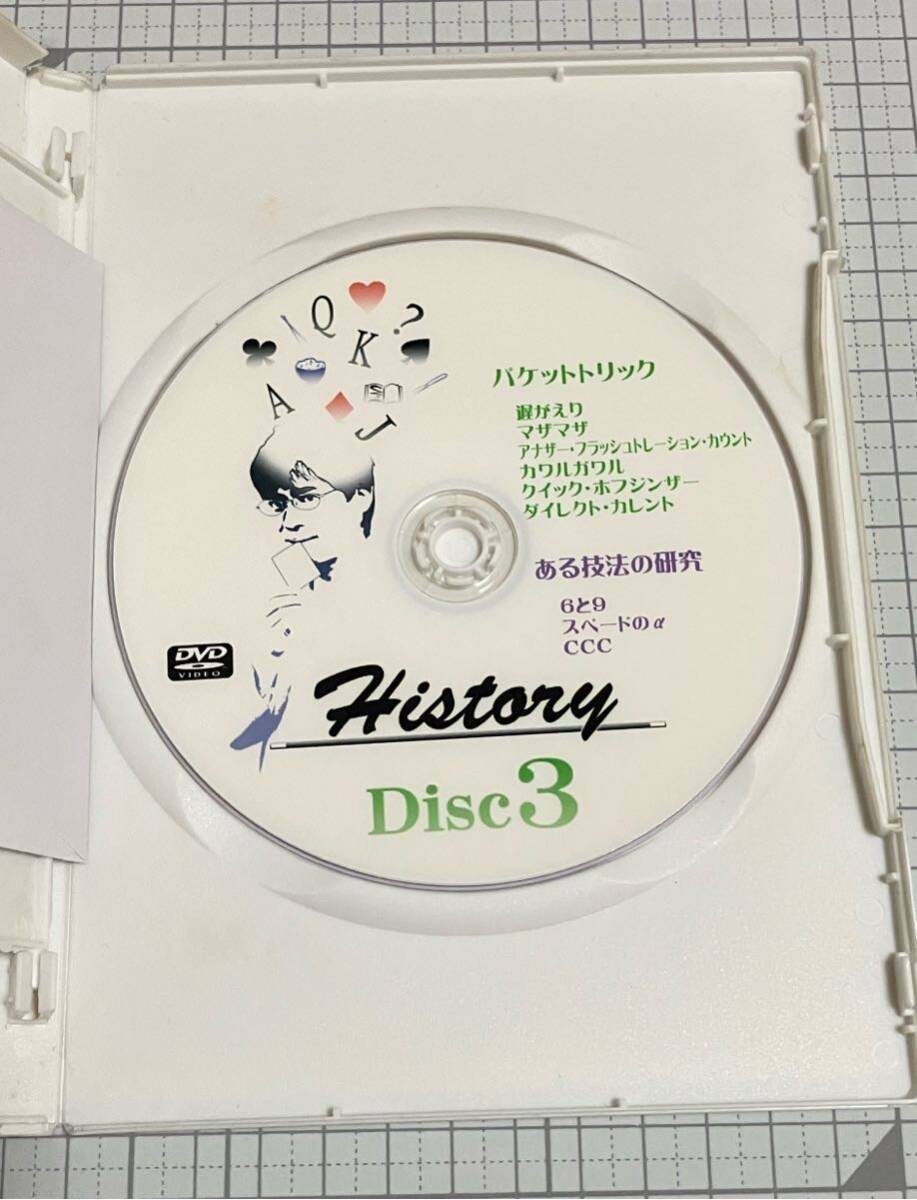 A
Q
K
?
J
S
パケットトリック
遅がえり
マザマザ
アナザー・フラッシュトレーション・カウント
カワルガワル
クイック・ホフジンザー
ダイレクト・カレント
ある技法の研究
6と9
スペードのα
CCC
DVD
VIDEO
History
Disc3